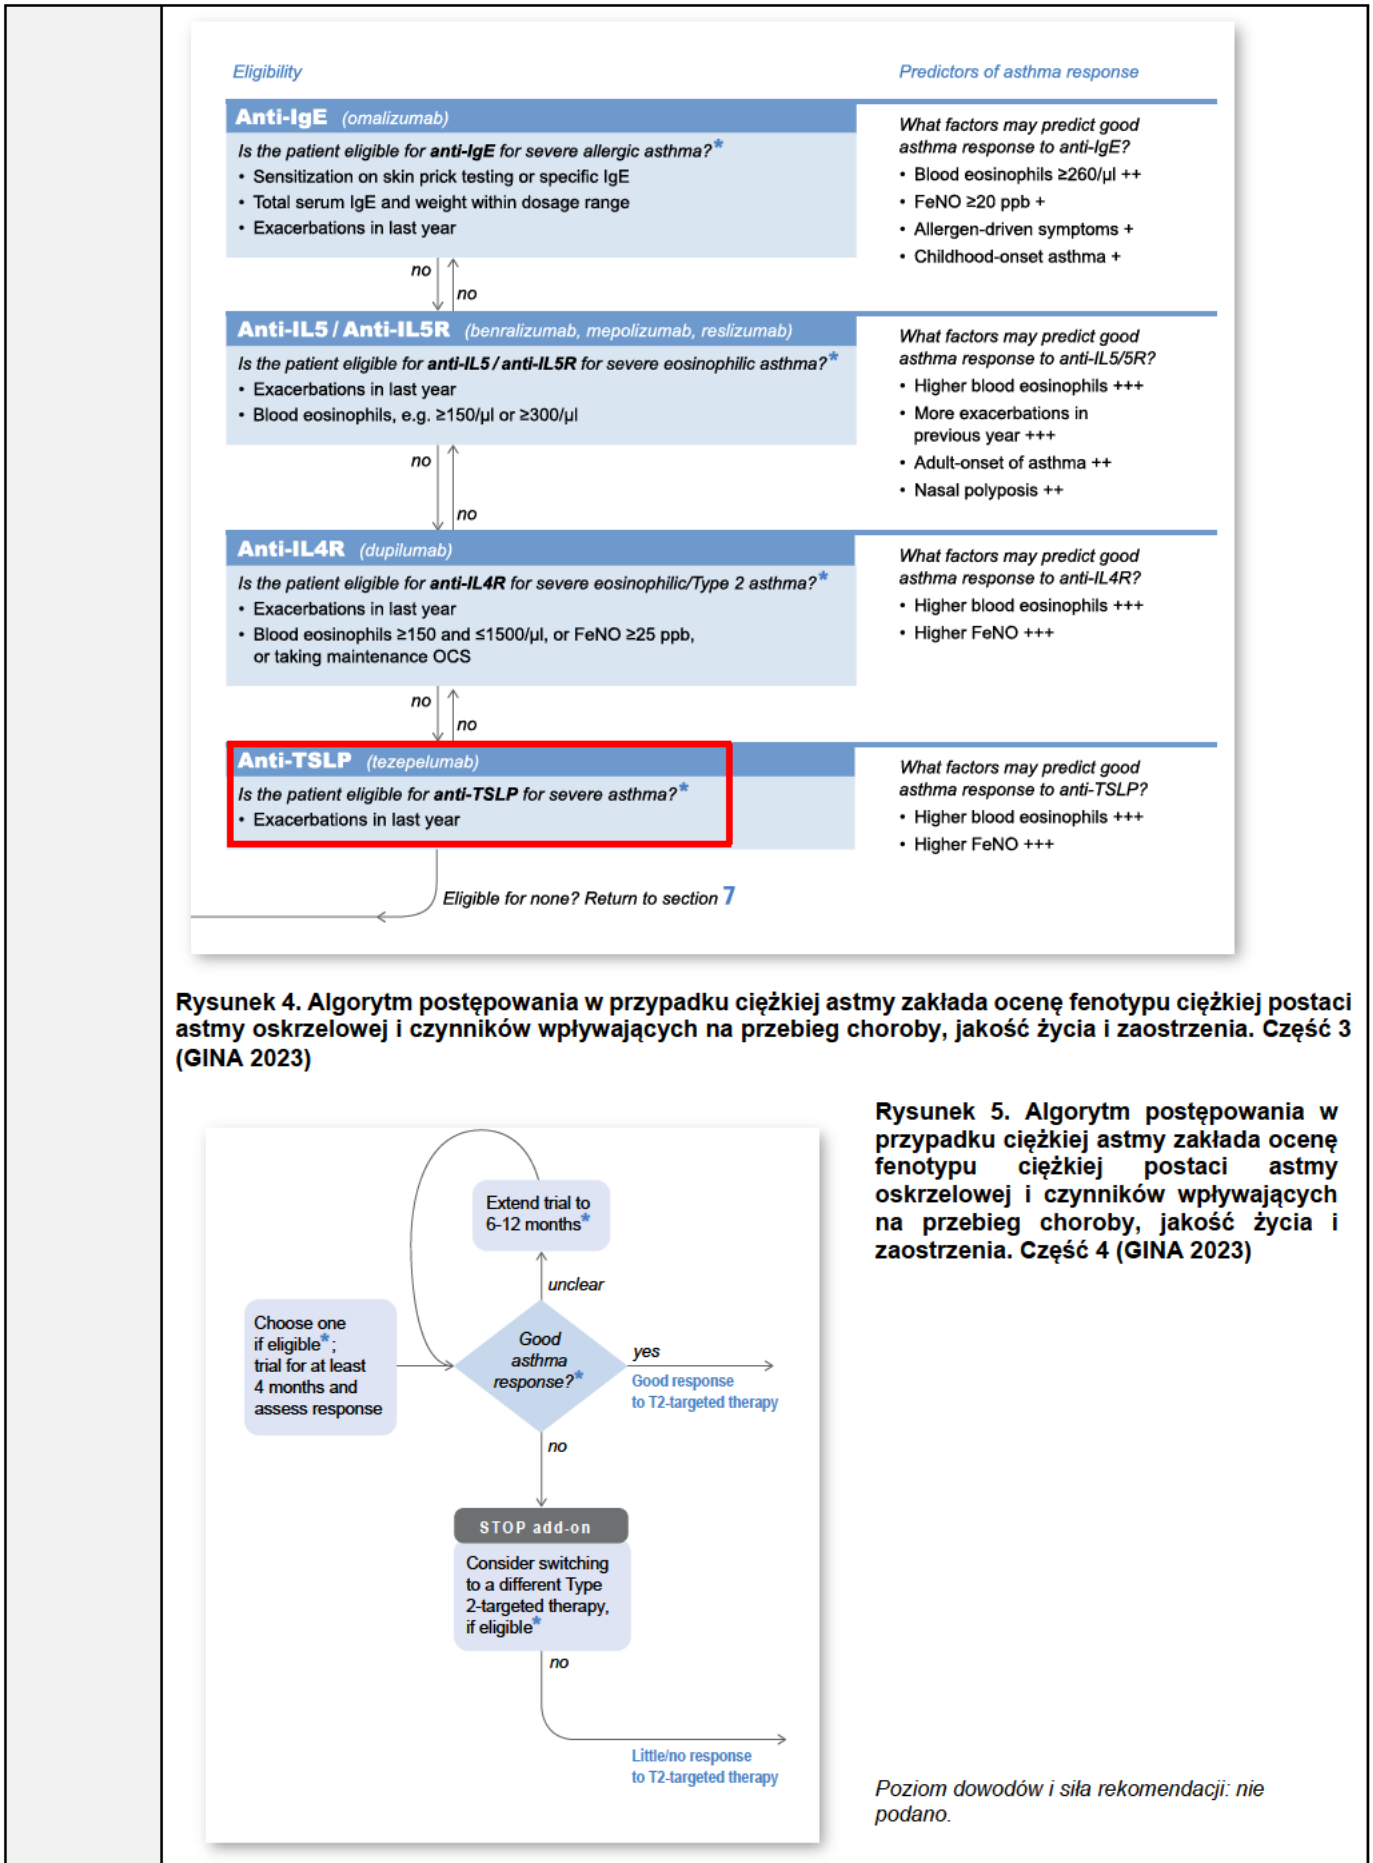 Eligibility
Predictors of asthma response
Anti-IgE (omalizumab)
Is the patient eligible for anti-IgE for severe allergic asthma?*
• Sensitization on skin prick testing or specific IgE
• Total serum IgE and weight within dosage range
• Exacerbations in last year
What factors may predict good
asthma response to anti-IgE?
• Blood eosinophils ≥260/μl ++
• FeNO ≥20 ppb +
• Allergen-driven symptoms +
• Childhood-onset asthma +
no
no
Anti-IL5 / Anti-IL5R (benralizumab, mepolizumab, reslizumab)
Is the patient eligible for anti-IL5 / anti-IL5R for severe eosinophilic asthma?*
• Exacerbations in last year
• Blood eosinophils, e.g. ≥150/μl or ≥300/μl
What factors may predict good
asthma response to anti-IL5/5R?
• Higher blood eosinophils +++
• More exacerbations in
previous year +++
• Adult-onset of asthma ++
• Nasal polyposis ++
no
no
Anti-IL4R (dupilumab)
Is the patient eligible for anti-IL4R for severe eosinophilic/Type 2 asthma?*
• Exacerbations in last year
• Blood eosinophils ≥150 and ≤1500/μl, or FeNO ≥25 ppb,
or taking maintenance OCS
What factors may predict good
asthma response to anti-IL4R?
• Higher blood eosinophils +++
• Higher FeNO +++
no
no
Anti-TSLP (tezepelumab)
Is the patient eligible for anti-TSLP for severe asthma?*
• Exacerbations in last year
What factors may predict good
asthma response to anti-TSLP?
• Higher blood eosinophils +++
• Higher FeNO +++
Eligible for none? Return to section 7
Rysunek 4. Algorytm postępowania w przypadku ciężkiej astmy zakłada ocenę fenotypu ciężkiej postaci
astmy oskrzelowej i czynników wpływających na przebieg choroby, jakość życia i zaostrzenia. Część 3
(GINA 2023)
Rysunek 5. Algorytm postępowania w
przypadku ciężkiej astmy zakłada ocenę
fenotypu ciężkiej postaci astmy
oskrzelowej i czynników wpływających
na przebieg choroby, jakość życia i
zaostrzenia. Część 4 (GINA 2023)
Extend trial to
6-12 months*
unclear
Choose one
if eligible*;
trial for at least
4 months and
assess response
Good
asthma
response?*
yes
Good response
to T2-targeted therapy
no
STOP add-on
Consider switching
to a different Type
2-targeted therapy,
if eligible*
no
Little/no response
to T2-targeted therapy
Poziom dowodów i siła rekomendacji: nie
podano.